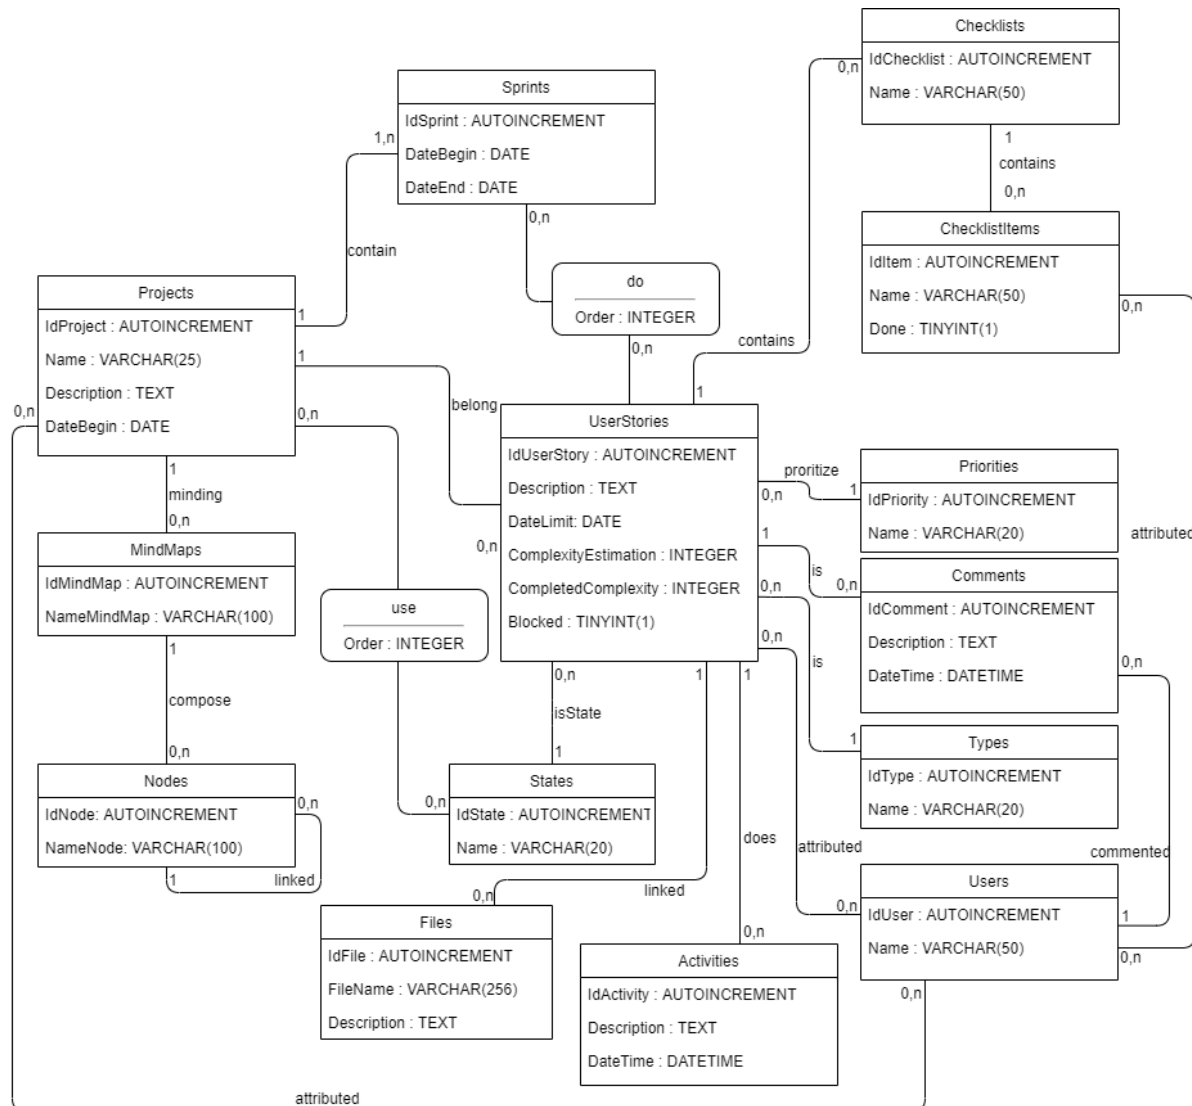 Checklists
IdChecklist : AUTOINCREMENT
Name : VARCHAR(50)
0,n
1
contains
0,n
Sprints
IdSprint : AUTOINCREMENT
DateBegin : DATE
DateEnd : DATE
1,n
0,n
contain
ChecklistItems
IdItem : AUTOINCREMENT
Name : VARCHAR(50)
Done : TINYINT(1)
0,n
do
Order : INTEGER
0,n
contains
1
Projects
IdProject : AUTOINCREMENT
Name : VARCHAR(25)
Description : TEXT
DateBegin : DATE
1
1
0,n
0,n
belong
1
minding
0,n
UserStories
IdUserStory : AUTOINCREMENT
Description : TEXT
DateLimit: DATE
ComplexityEstimation : INTEGER
CompletedComplexity : INTEGER
Blocked : TINYINT(1)
0,n
proritize
0,n
1
Priorities
IdPriority : AUTOINCREMENT
Name : VARCHAR(20)
attributed
1
is
0,n
Comments
IdComment : AUTOINCREMENT
Description : TEXT
DateTime : DATETIME
0,n
0,n
0,n
is
1
MindMaps
IdMindMap : AUTOINCREMENT
NameMindMap : VARCHAR(100)
1
compose
0,n
use
Order : INTEGER
0,n
isState
1
1
1
Types
IdType : AUTOINCREMENT
Name : VARCHAR(20)
Nodes
IdNode: AUTOINCREMENT
NameNode: VARCHAR(100)
0,n
1
linked
0,n
States
IdState : AUTOINCREMENT
Name : VARCHAR(20)
does
attributed
commented
0,n
linked
Users
IdUser : AUTOINCREMENT
Name : VARCHAR(50)
0,n
1
0,n
0,n
Files
IdFile : AUTOINCREMENT
FileName : VARCHAR(256)
Description : TEXT
0,n
Activities
IdActivity : AUTOINCREMENT
Description : TEXT
DateTime : DATETIME
attributed